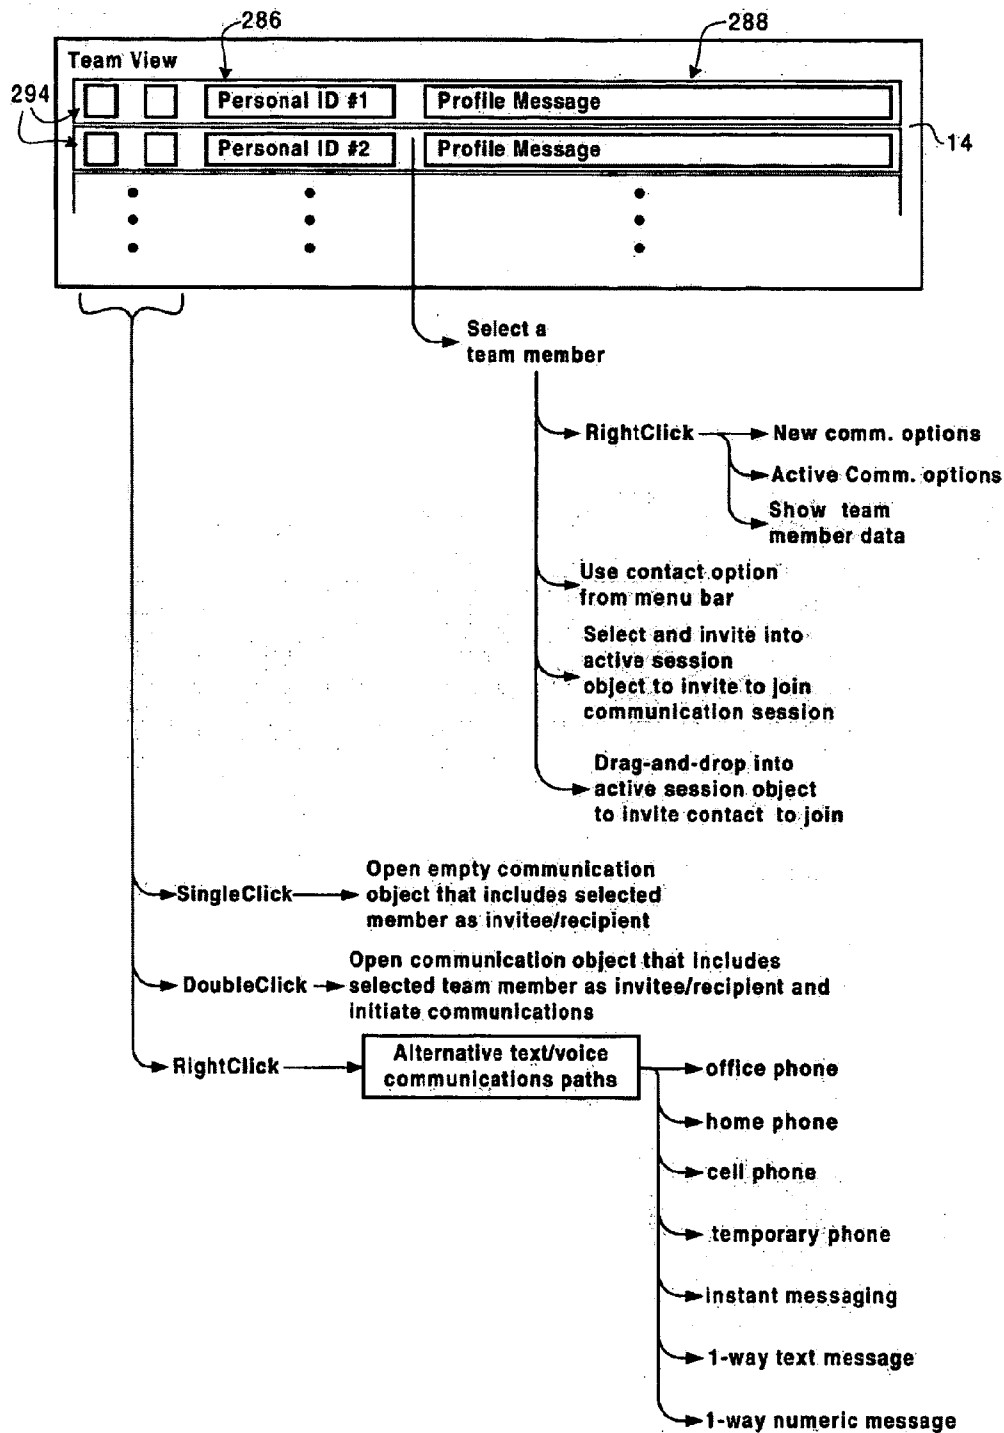 286
288
Team View
294
Personal ID #1
Profile Message
14
Personal ID #2
Profile Message
Select a
team member
RightClick
New comm. options
Active Comm. options
Show team
member data
Use contact option
from menu bar
Select and invite into
active session
object to invite to join
communication session
Drag-and-drop into
active session object
to invite contact to join
SingleClick
Open empty communication
object that includes selected
member as invitee/recipient
DoubleClick
Open communication object that includes
selected team member as invitee/recipient and
initiate communications
RightClick
Alternative text/voice
communications paths
office phone
home phone
cell phone
temporary phone
instant messaging
1-way text message
1-way numeric message